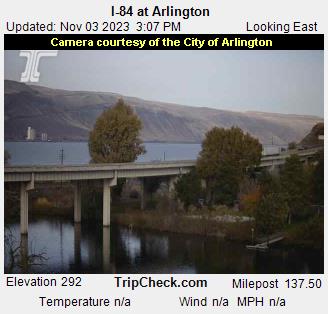 I-84 at Arlington
Updated: Nov 03 2023 3:07 PM Looking East
Camera courtesy of the City of Arlington
Elevation 292 TripCheck.com Milepost 137.50
Temperature n/a Wind n/a MPH n/a